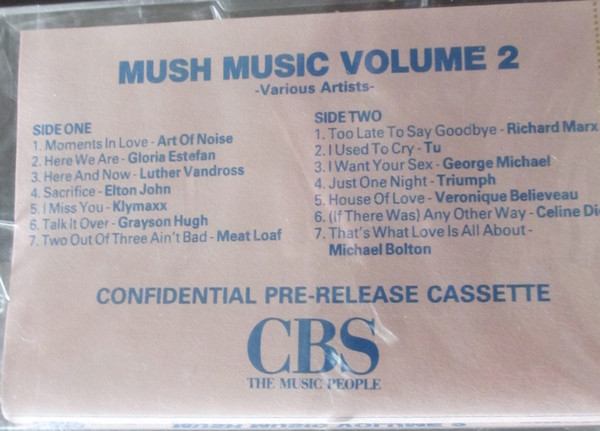 MUSH MUSIC VOLUME 2
-Various Artists-
SIDE ONE
1. Moments In Love - Art Of Noise
2. Here We Are - Gloria Estefan
3. Here And Now - Luther Vandross
4. Sacrifice - Elton John
5. I Miss You - Klymaxx
6. Talk It Over - Grayson Hugh
7. Two Out Of Three Ain't Bad - Meat Loaf
SIDE TWO
1. Too Late To Say Goodbye - Richard Marx
2. I Used To Cry - Tu
3. I Want Your Sex - George Michael
4. Just One Night - Triumph
5. House Of Love - Veronique Believeau
6. (If There Was) Any Other Way - Celine Di
7. That's What Love Is All About -
Michael Bolton
CONFIDENTIAL PRE-RELEASE CASSETTE
CBS
THE MUSIC PEOPLE
MUSH MUSIC VOLUME 2